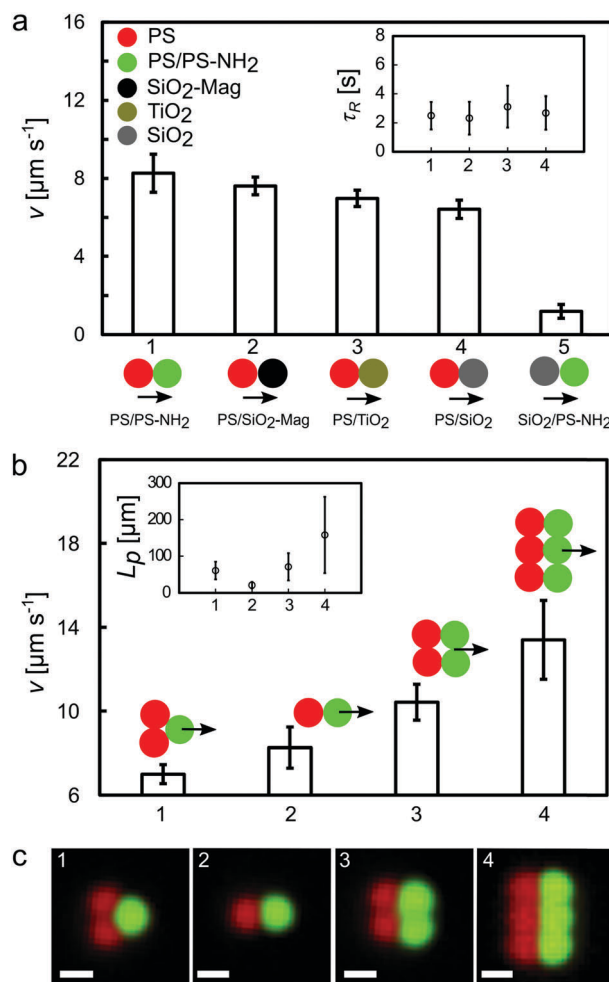 a
16
12
8
4
0
v [µm s⁻¹]
PS
PS/PS-NH₂
SiO₂-Mag
TiO₂
SiO₂
τR [s]
8
6
4
2
0
1 2 3 4
1 2 3 4 5
PS/PS-NH₂ PS/SiO₂-Mag PS/TiO₂ PS/SiO₂ SiO₂/PS-NH₂
b
22
18
14
10
6
v [µm s⁻¹]
Lp [µm]
300
200
100
0
1 2 3 4
1 2 3 4
c
1 2 3 4